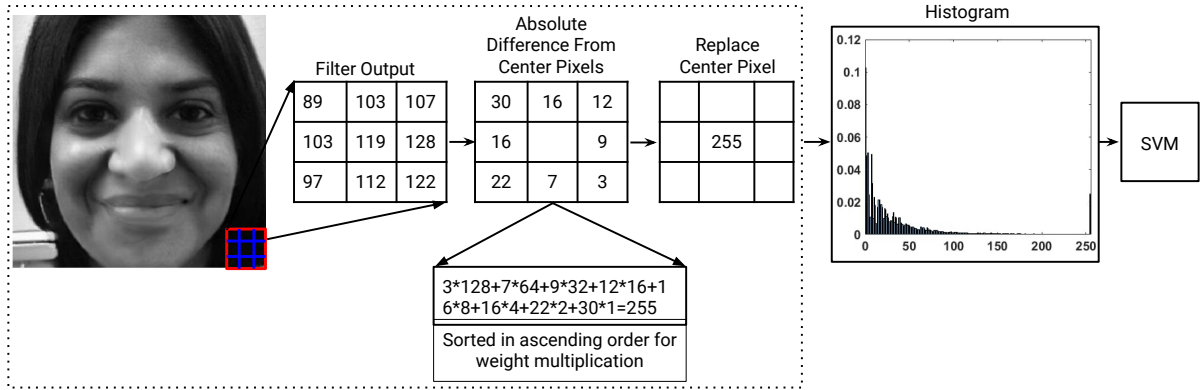 Filter Output
89 103 107
103 119 128
97 112 122
Absolute
Difference From
Center Pixels
30 16 12
16 9
22 7 3
Replace
Center Pixel
255
3*128+7*64+9*32+12*16+1
6*8+16*4+22*2+30*1=255
Sorted in ascending order for
weight multiplication
Histogram
0.12
0.1
0.08
0.06
0.04
0.02
0
0 50 100 150 200 250
SVM